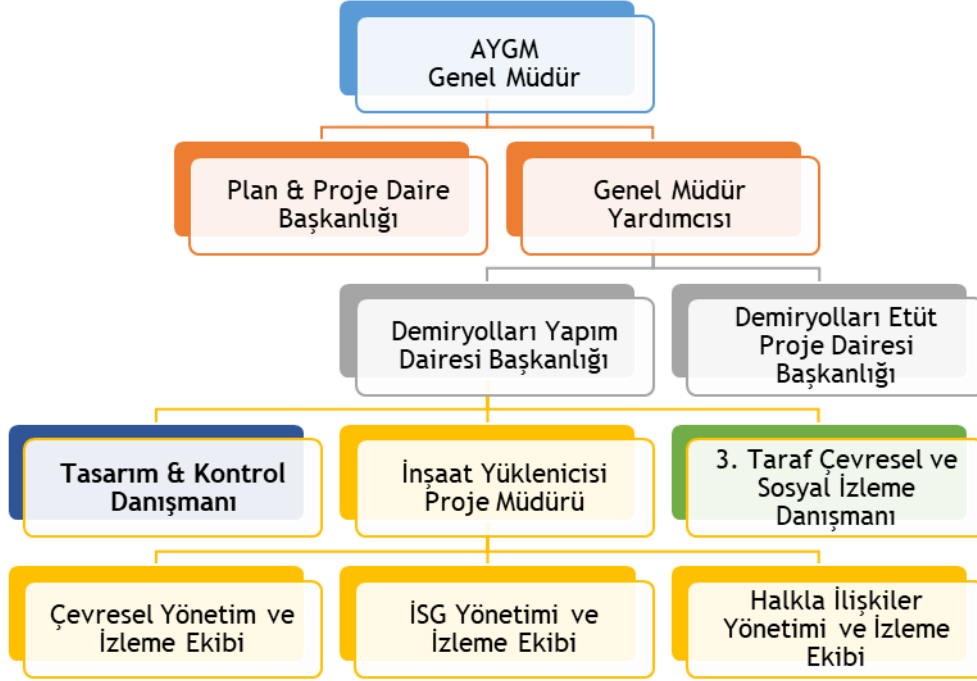 AYGM
Genel Müdür
Plan & Proje Daire
Başkanlığı
Genel Müdür
Yardımcısı
Demiryolları Yapım
Dairesi Başkanlığı
Demiryolları Etüt
Proje Dairesi
Başkanlığı
Tasarım & Kontrol
Danışmanı
İnşaat Yüklenicisi
Proje Müdürü
3. Taraf Çevresel ve
Sosyal İzleme
Danışmanı
Çevresel Yönetim ve
İzleme Ekibi
İSG Yönetimi ve
İzleme Ekibi
Halkla İlişkiler
Yönetimi ve İzleme
Ekibi